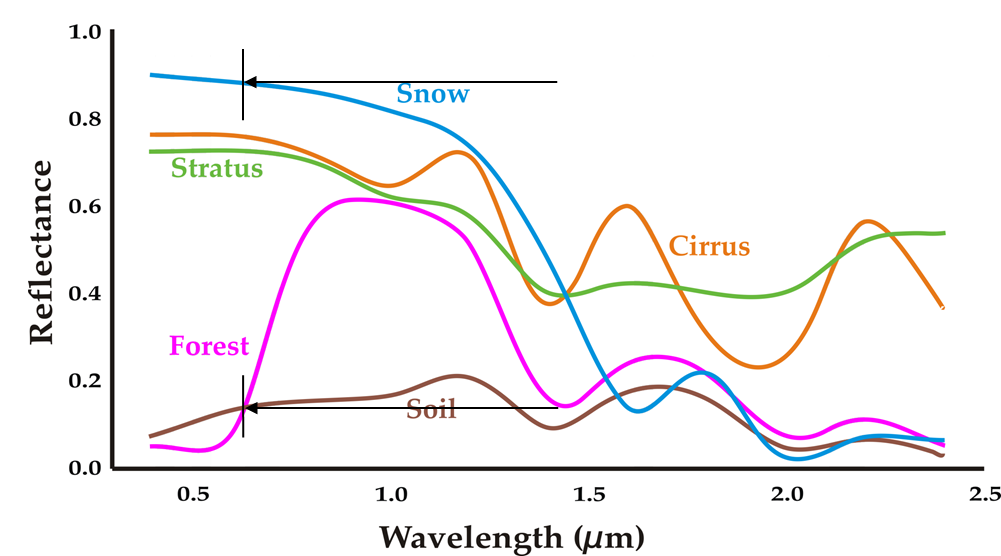 1.0
0.8
0.6
0.4
0.2
0.0
Reflectance
Snow
Stratus
Cirrus
Forest
Soil
0.5 1.0 1.5 2.0 2.5
Wavelength (μm)